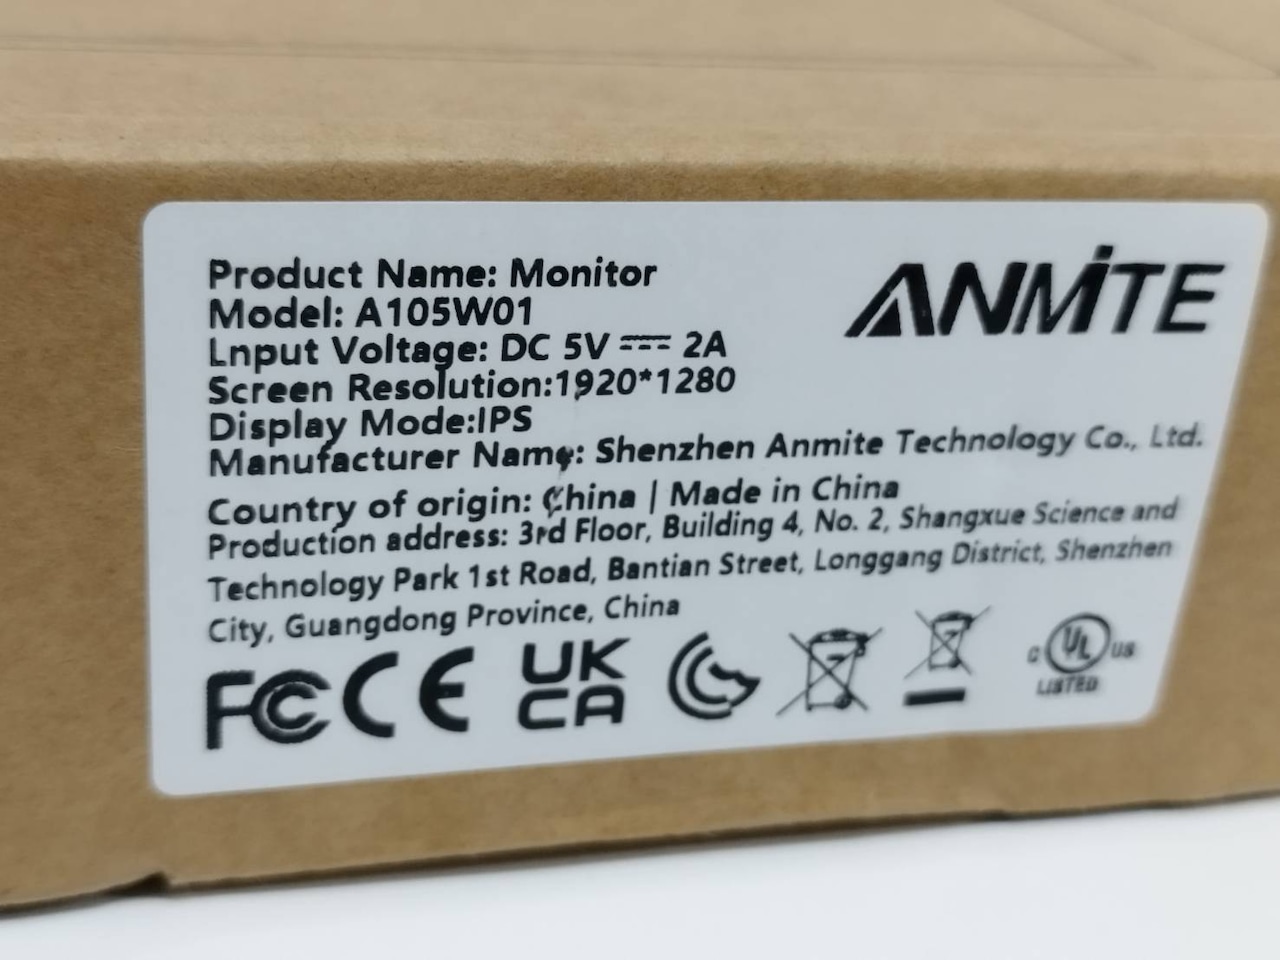 Product Name: Monitor
ANMITE
Model: A105W01
Lnput Voltage: DC 5V ⎓ 2A
Screen Resolution:1920*1280
Display Mode:IPS
Manufacturer Name: Shenzhen Anmite Technology Co., Ltd.
Country of origin: China | Made in China
Production address: 3rd Floor, Building 4, No. 2, Shangxue Science and
Technology Park 1st Road, Bantian Street, Longgang District, Shenzhen
City, Guangdong Province, China
FC CE UK CA C UL US LISTED